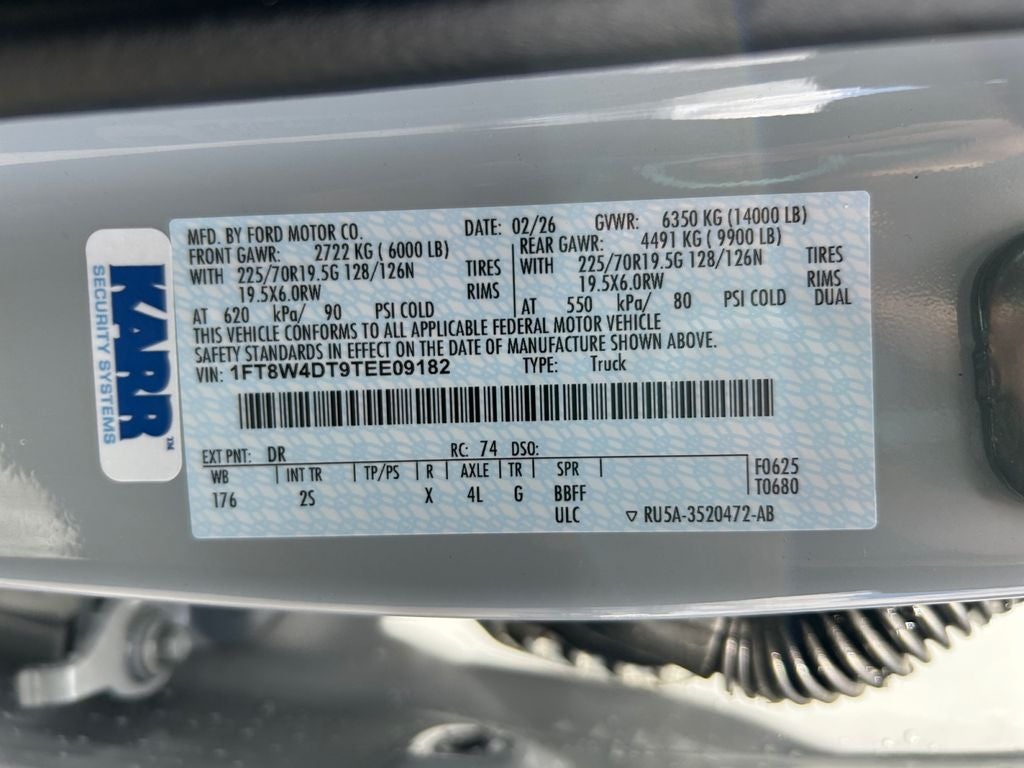 KARR™
SECURITY SYSTEMS
MFD. BY FORD MOTOR CO. DATE: 02/26 GVWR: 6350 KG (14000 LB)
FRONT GAWR: 2722 KG ( 6000 LB) REAR GAWR: 4491 KG ( 9900 LB)
WITH 225/70R19.5G 128/126N TIRES WITH 225/70R19.5G 128/126N TIRES
19.5X6.0RW RIMS 19.5X6.0RW RIMS
AT 620 kPa/ 90 PSI COLD AT 550 kPa/ 80 PSI COLD DUAL
THIS VEHICLE CONFORMS TO ALL APPLICABLE FEDERAL MOTOR VEHICLE
SAFETY STANDARDS IN EFFECT ON THE DATE OF MANUFACTURE SHOWN ABOVE.
VIN: 1FT8W4DT9TEE09182 TYPE: Truck
EXT PNT: DR RC: 74 DSO:
WB INT TR TP/PS R AXLE TR SPR F0625
176 2S X 4L G BBFF T0680
ULC ▽ RU5A-3520472-AB